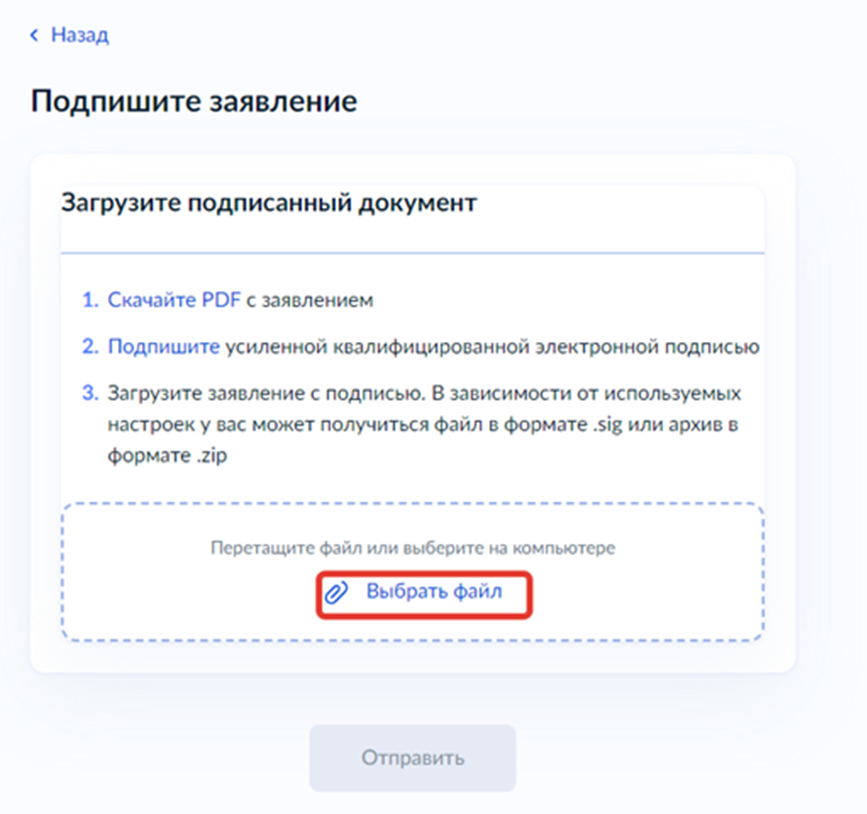 Назад
Подпишите заявление
Загрузите подписанный документ
1. Скачайте PDF с заявлением
2. Подпишите усиленной квалифицированной электронной подписью
3. Загрузите заявление с подписью. В зависимости от используемых
настроек у вас может получиться файл в формате .sig или архив в
формате .zip
Перетащите файл или выберите на компьютере
Выбрать файл
Отправить